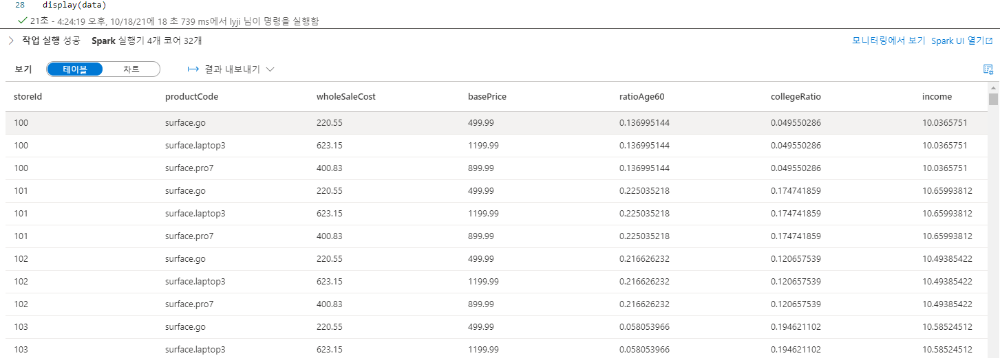 28 display(data)
21초 - 4:24:19 오후, 10/18/21에 18 초 739 ms에서 lyji 님이 명령을 실행함
작업 실행 성공 Spark 실행기 4개 코어 32개 모니터링에서 보기 Spark UI 열기
보기 테이블 차트 결과 내보내기
storeId productCode wholeSaleCost basePrice ratioAge60 collegeRatio income
100 surface.go 220.55 499.99 0.136995144 0.049550286 10.0365751
100 surface.laptop3 623.15 1199.99 0.136995144 0.049550286 10.0365751
100 surface.pro7 400.83 899.99 0.136995144 0.049550286 10.0365751
101 surface.go 220.55 499.99 0.225035218 0.174741859 10.65993812
101 surface.laptop3 623.15 1199.99 0.225035218 0.174741859 10.65993812
101 surface.pro7 400.83 899.99 0.225035218 0.174741859 10.65993812
102 surface.go 220.55 499.99 0.216626232 0.120657539 10.49385422
102 surface.laptop3 623.15 1199.99 0.216626232 0.120657539 10.49385422
102 surface.pro7 400.83 899.99 0.216626232 0.120657539 10.49385422
103 surface.go 220.55 499.99 0.058053966 0.194621102 10.58524512
103 surface.laptop3 623.15 1199.99 0.058053966 0.194621102 10.58524512